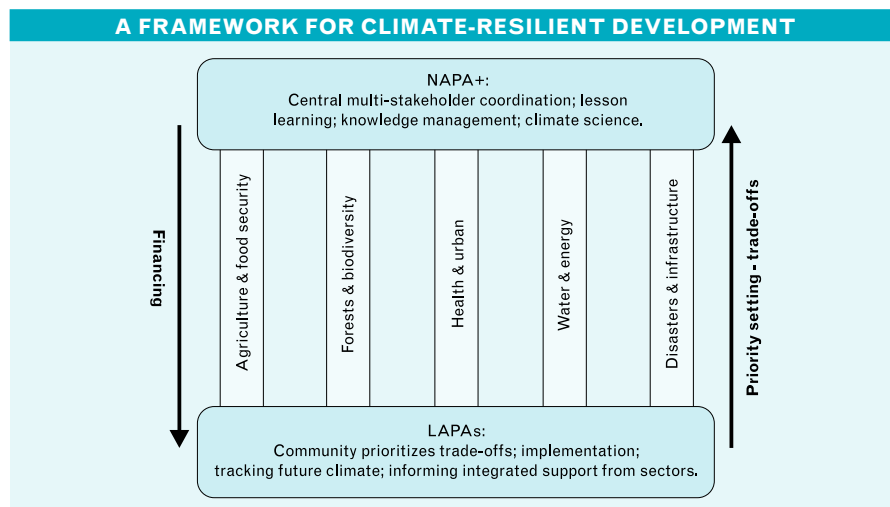 A FRAMEWORK FOR CLIMATE-RESILIENT DEVELOPMENT
NAPA+:
Central multi-stakeholder coordination; lesson
learning; knowledge management; climate science.
Financing
Agriculture & food security
Forests & biodiversity
Health & urban
Water & energy
Disasters & infrastructure
Priority setting - trade-offs
LAPAs:
Community prioritizes trade-offs; implementation;
tracking future climate; informing integrated support from sectors.